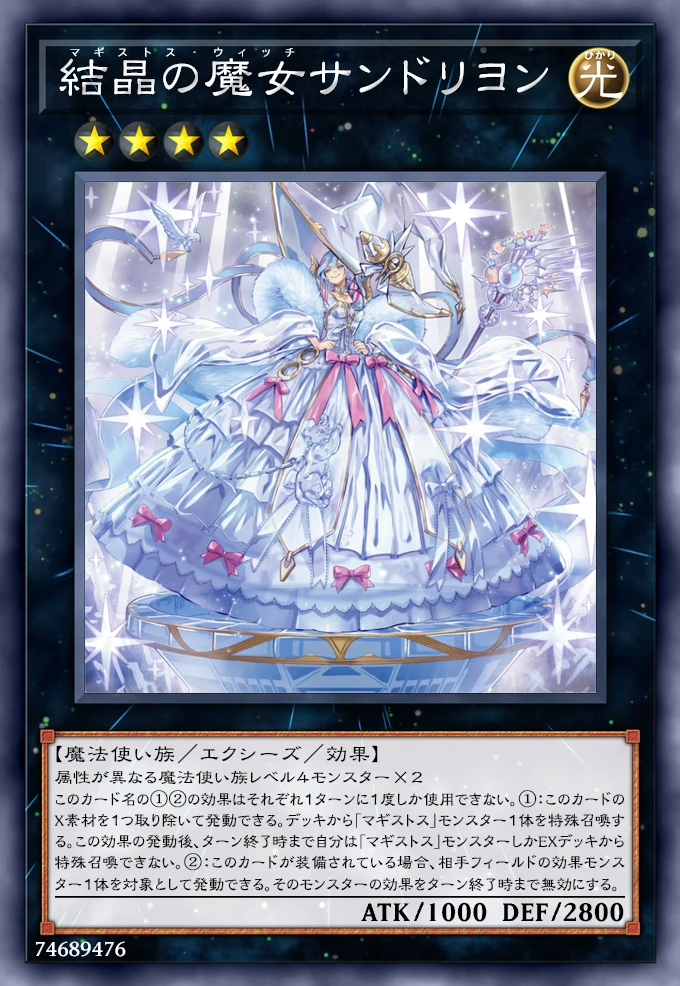 マギストス・ウィッチ
結晶の魔女サンドリヨン
ひかり
光
【魔法使い族／エクシーズ／効果】
属性が異なる魔法使い族レベル４モンスター×２
このカード名の①②の効果はそれぞれ１ターンに１度しか使用できない。①：このカードの
X素材を１つ取り除いて発動できる。デッキから「マギストス」モンスター１体を特殊召喚す
る。この効果の発動後、ターン終了時まで自分は「マギストス」モンスターしかEXデッキから
特殊召喚できない。②：このカードが装備されている場合、相手フィールドの効果モンス
ター１体を対象として発動できる。そのモンスターの効果をターン終了時まで無効にする。
ATK/1000 DEF/2800
74689476